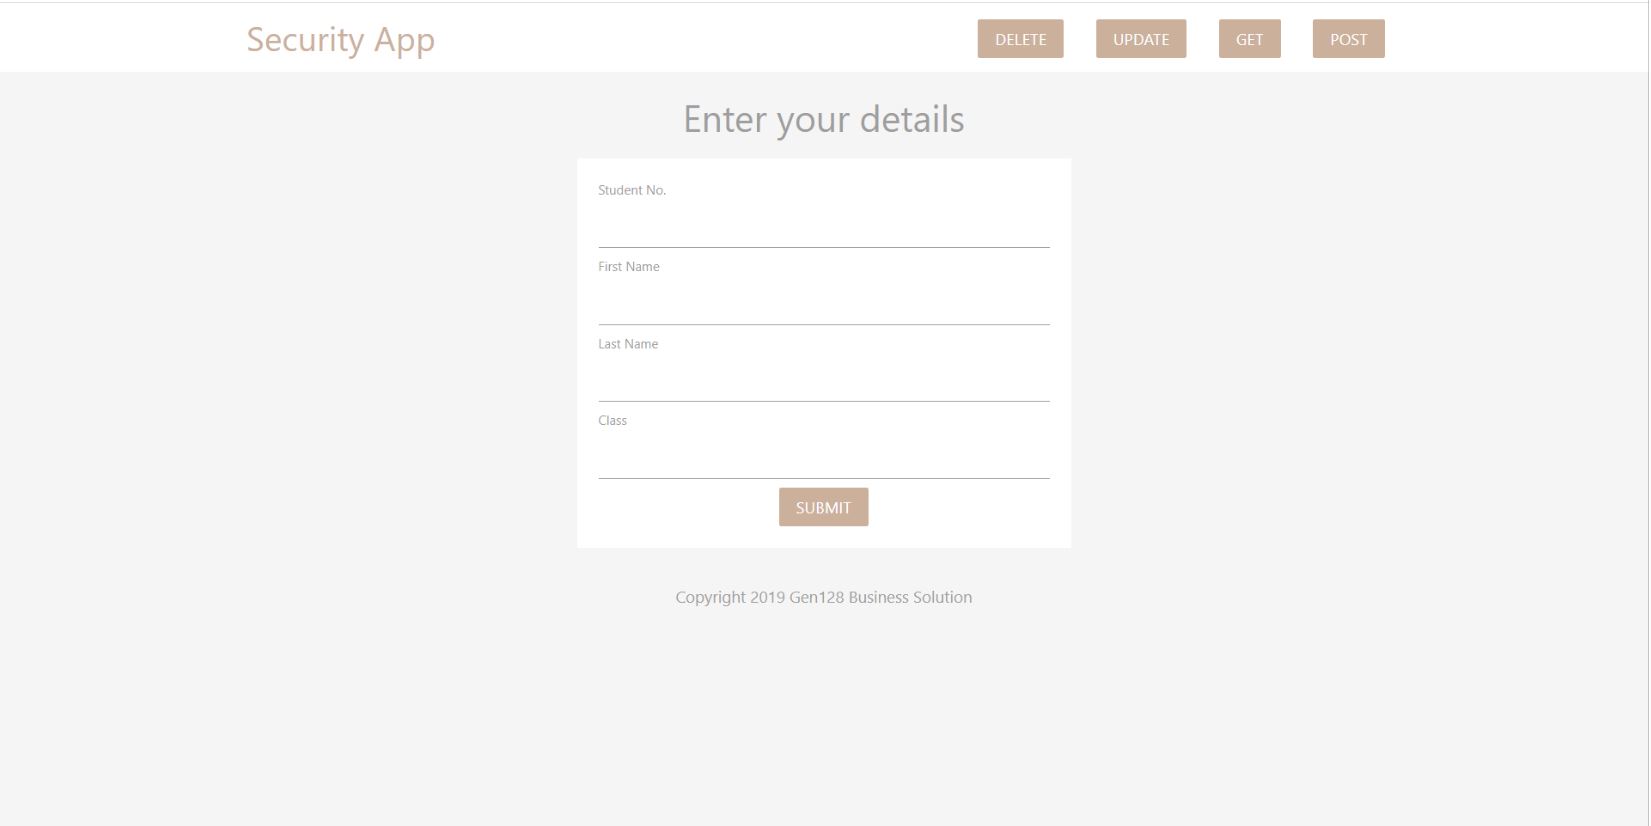 Security App
DELETE UPDATE GET POST
Enter your details
Student No.
First Name
Last Name
Class
SUBMIT
Copyright 2019 Gen128 Business Solution